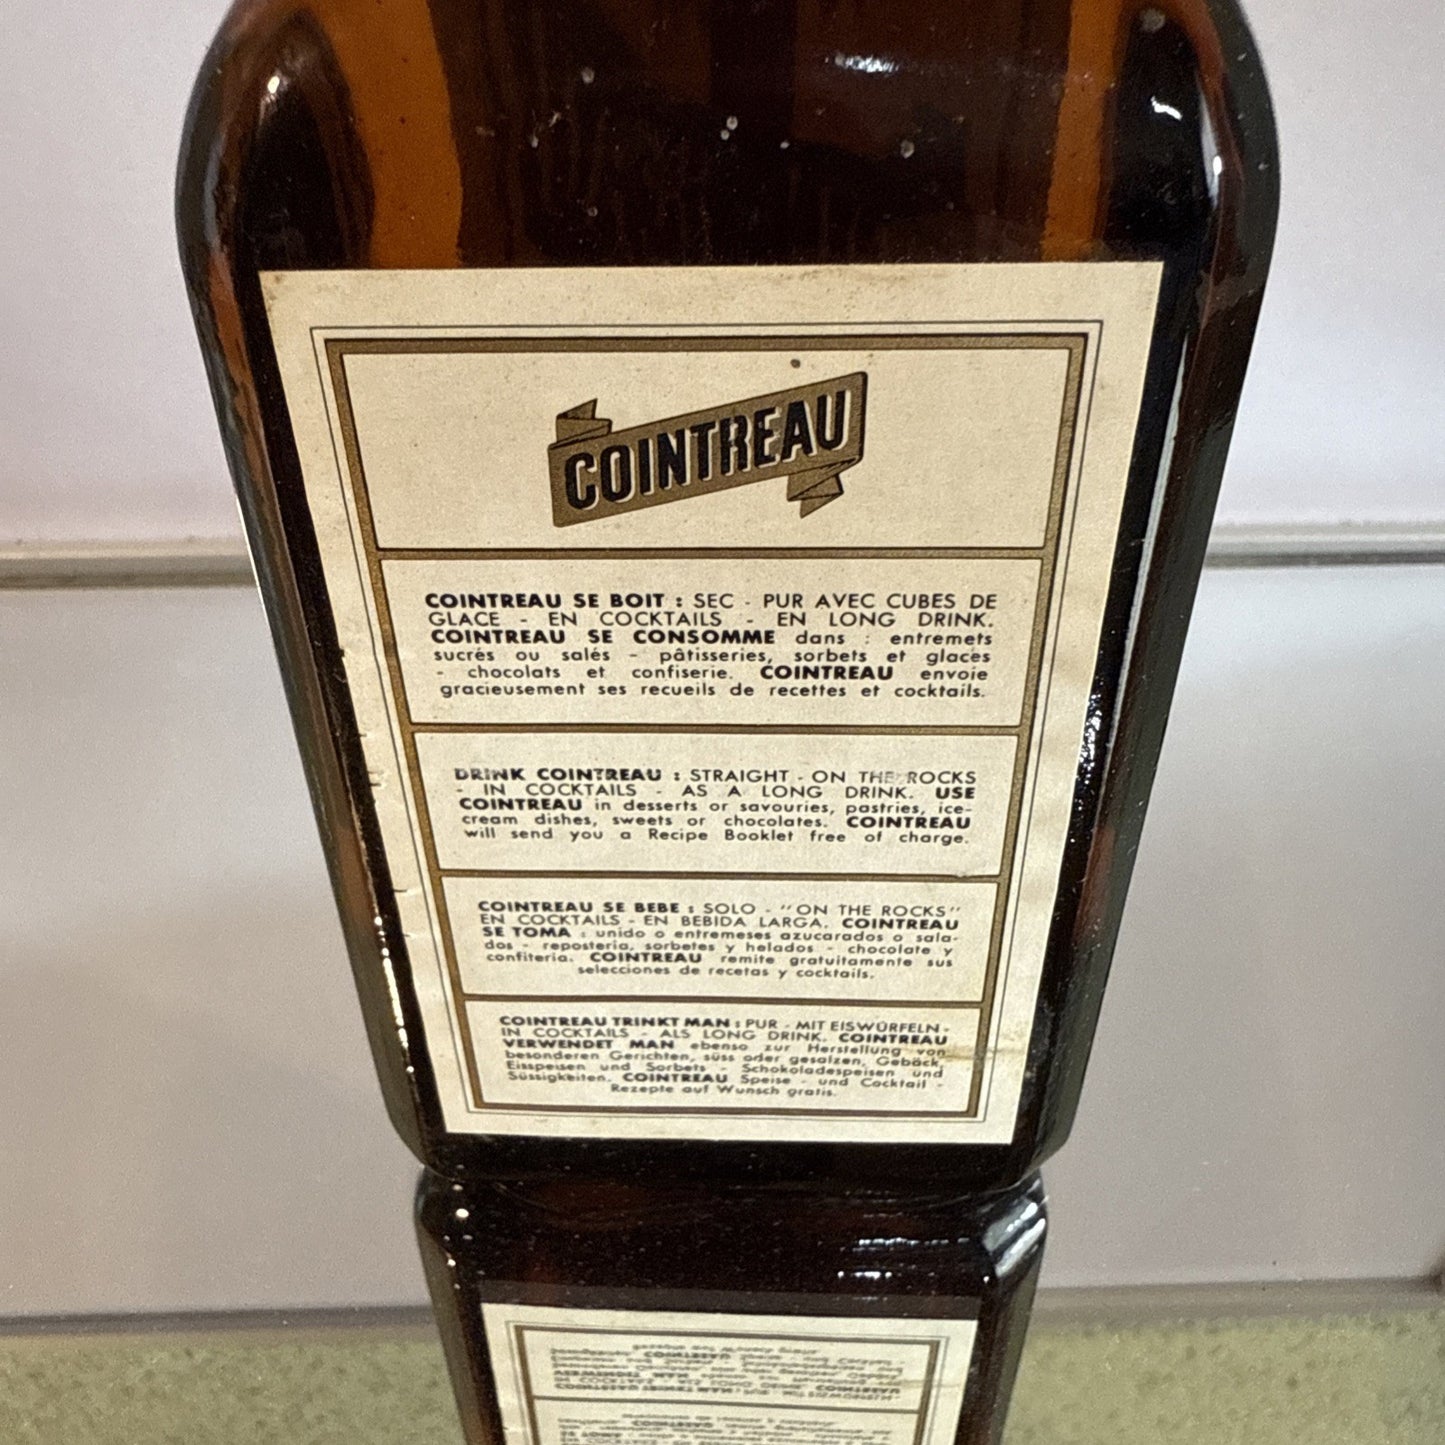 COINTREAU
COINTREAU SE BOIT : SEC - PUR AVEC CUBES DE
GLACE - EN COCKTAILS - EN LONG DRINK.
COINTREAU SE CONSOMME dans : entremets
sucrés ou salés - pâtisseries, sorbets et glaces
- chocolats et confiserie. COINTREAU envoie
gracieusement ses recueils de recettes et cocktails.
DRINK COINTREAU : STRAIGHT - ON THE ROCKS
- IN COCKTAILS - AS A LONG DRINK. USE
COINTREAU in desserts or savouries, pastries, ice-
cream dishes, sweets or chocolates. COINTREAU
will send you a Recipe Booklet free of charge.
COINTREAU SE BEBE : SOLO - "ON THE ROCKS"
EN COCKTAILS - EN BEBIDA LARGA. COINTREAU
SE TOMA : unido o entremeses azucarados o sala-
dos - reposteria, sorbetes y helados - chocolate y
confiteria. COINTREAU remite gratuitamente sus
selecciones de recetas y cocktails.
COINTREAU TRINKT MAN : PUR - MIT EISWÜRFELN -
IN COCKTAILS - ALS LONG DRINK. COINTREAU
VERWENDET MAN ebenso zur Herstellung von
besonderen Gerichten, süss oder gesalzen, Gebäck,
Eisspeisen und Sorbets - Schokoladespeisen und
Süssigkeiten. COINTREAU Speise - und Cocktail -
Rezepte auf Wunsch gratis.